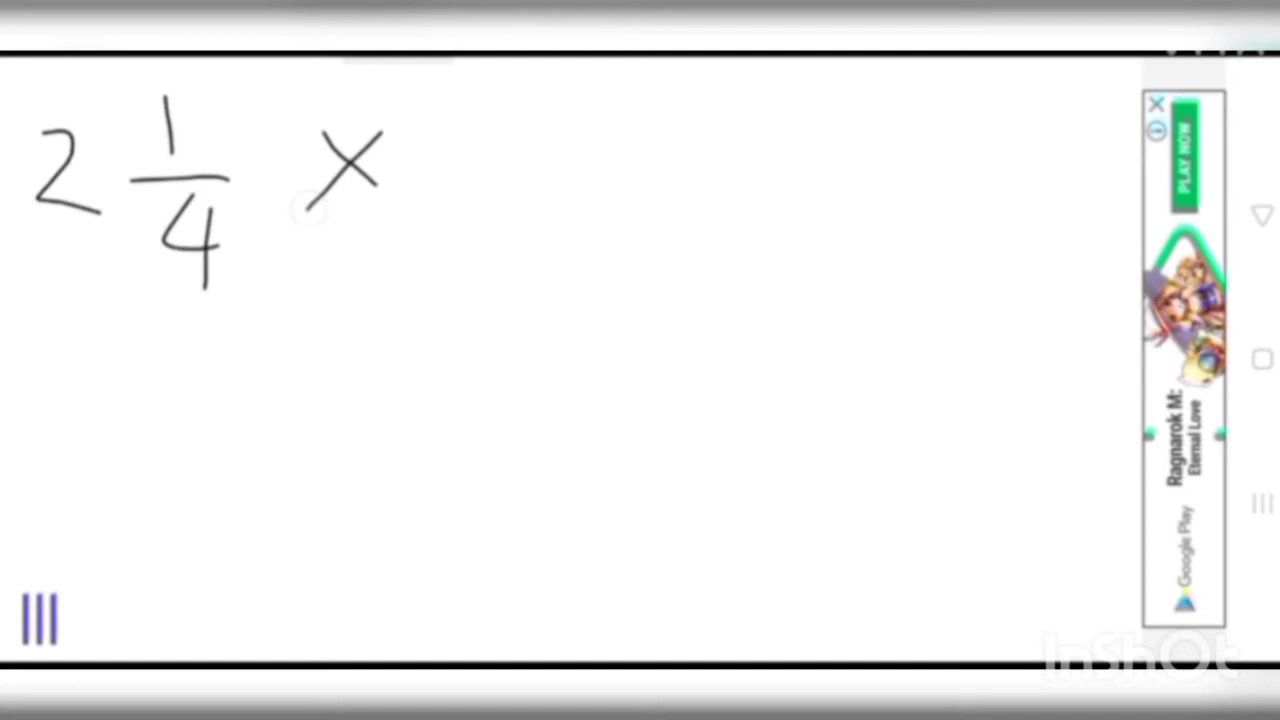 2 1/4 ×
PLAY NOW
Ragnarok M:
Eternal Love
Google Play
InShOt